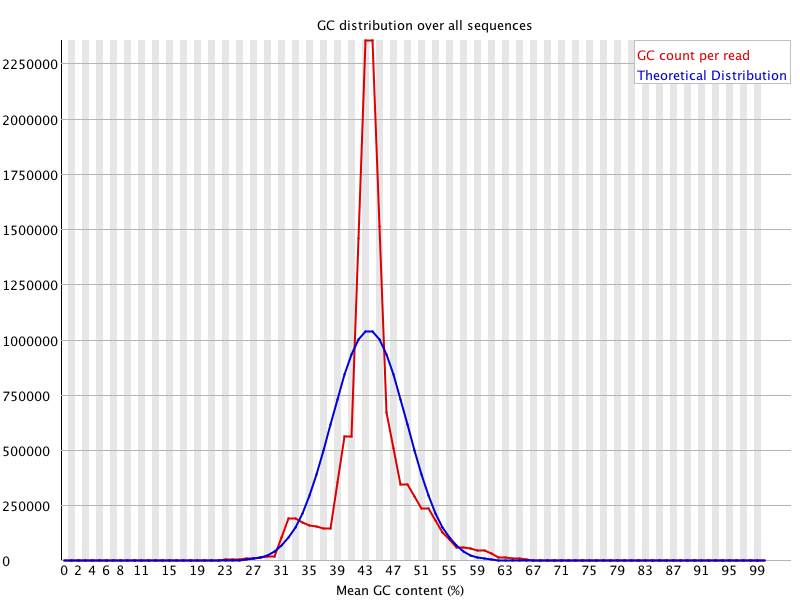 GC distribution over all sequences
GC count per read
Theoretical Distribution
2250000
2000000
1750000
1500000
1250000
1000000
750000
500000
250000
0
0 2 4 6 8 11 15 19 23 27 31 35 39 43 47 51 55 59 63 67 71 75 79 83 87 91 95 99
Mean GC content (%)